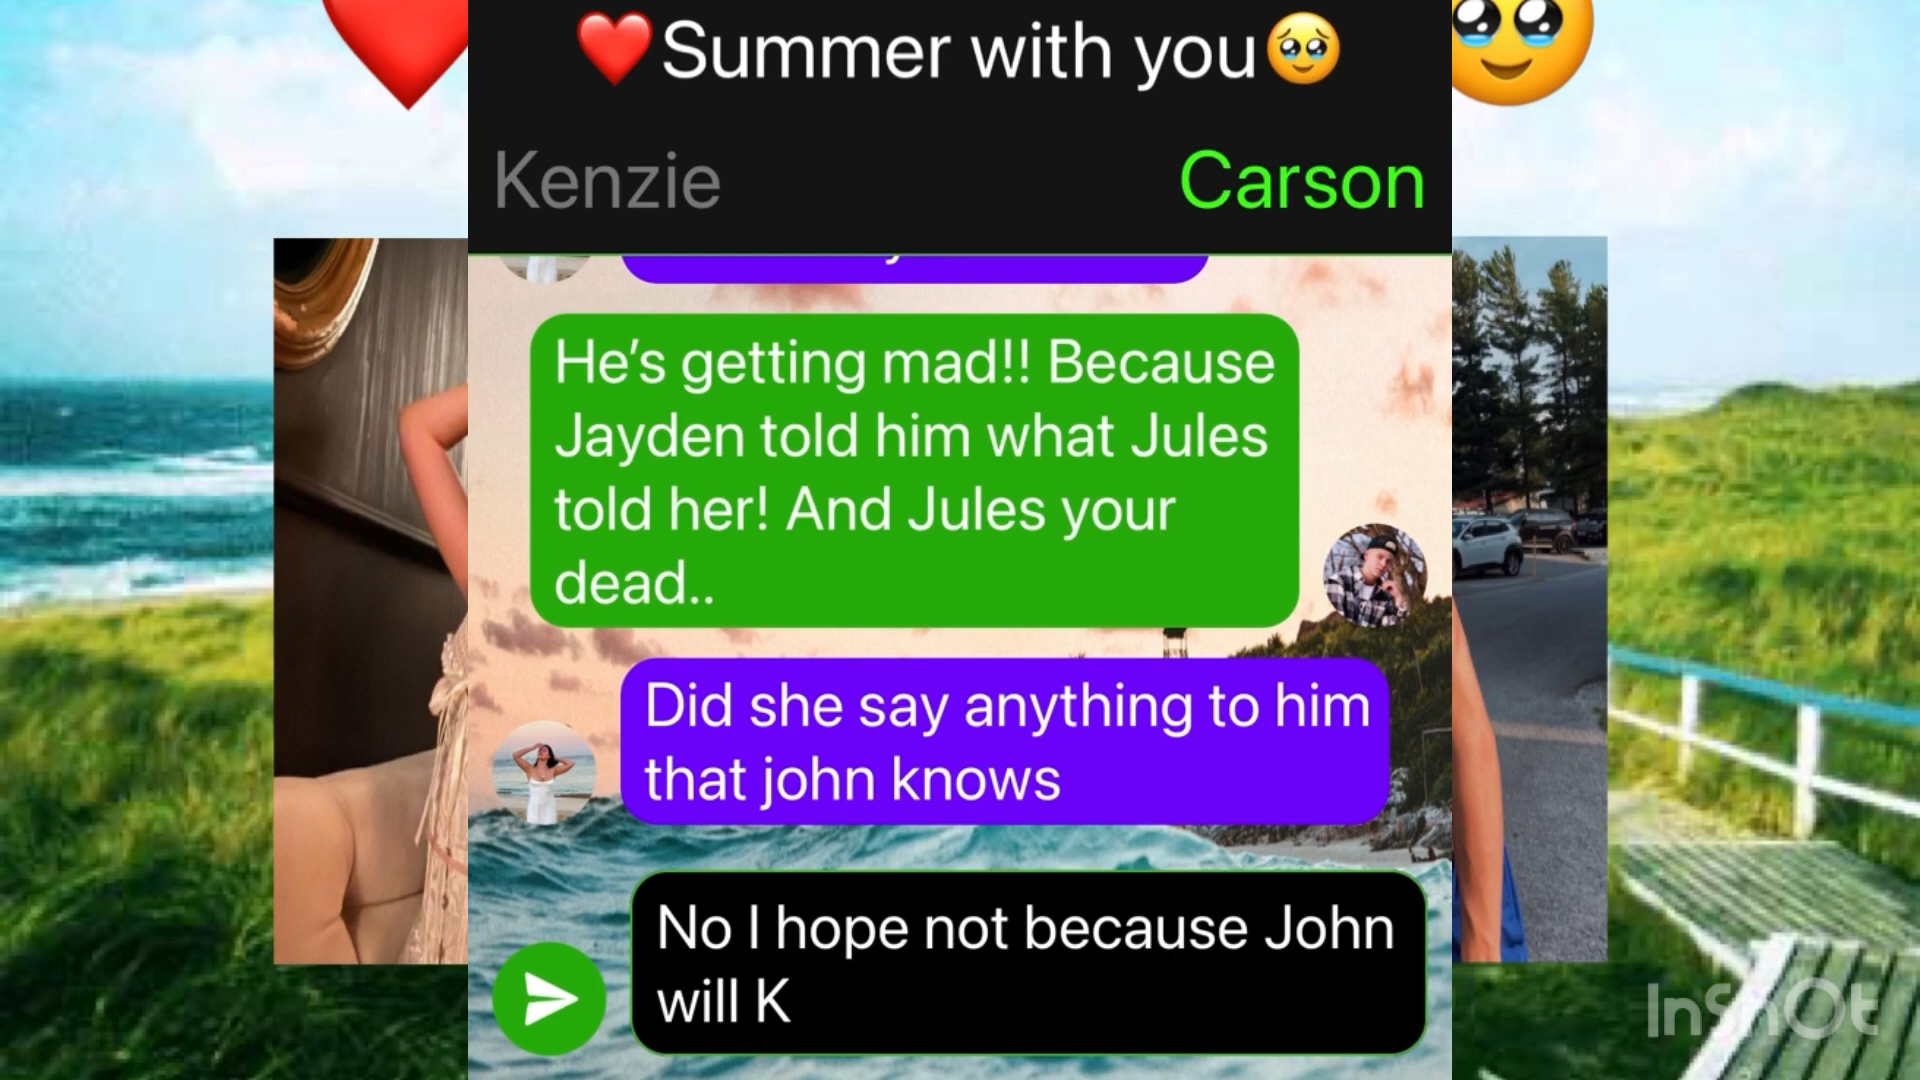 ❤️Summer with you🥹
Kenzie
Carson
He’s getting mad!! Because
Jayden told him what Jules
told her! And Jules your
dead..
Did she say anything to him
that john knows
No I hope not because John
will K
InShOt